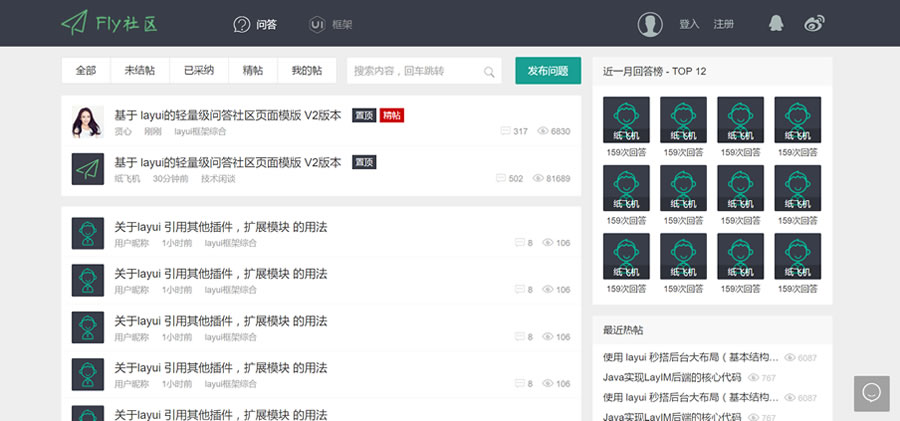 Fly社区 问答 UI 框架 登入 注册
全部 未结帖 已采纳 精帖 我的帖 搜索内容，回车跳转 发布问题
基于 layui的轻量级问答社区页面模版 V2版本 置顶 精帖
贤心 刚刚 layui框架综合 317 6830
基于 layui的轻量级问答社区页面模版 V2版本 置顶
纸飞机 30分钟前 技术闲谈 502 81689
关于layui 引用其他插件，扩展模块 的用法
用户昵称 1小时前 layui框架综合 8 106
关于layui 引用其他插件，扩展模块 的用法
用户昵称 1小时前 layui框架综合 8 106
关于layui 引用其他插件，扩展模块 的用法
用户昵称 1小时前 layui框架综合 8 106
关于layui 引用其他插件，扩展模块 的用法
用户昵称 1小时前 layui框架综合 8 106
关于layui 引用其他插件，扩展模块 的用法
近一月回答榜 - TOP 12
纸飞机 纸飞机 纸飞机 纸飞机
159次回答 159次回答 159次回答 159次回答
纸飞机 纸飞机 纸飞机 纸飞机
159次回答 159次回答 159次回答 159次回答
纸飞机 纸飞机 纸飞机 纸飞机
159次回答 159次回答 159次回答 159次回答
最近热帖
使用 layui 秒搭后台大布局（基本结构... 6087
Java实现LayIM后端的核心代码 767
使用 layui 秒搭后台大布局（基本结构... 6087
Java实现LayIM后端的核心代码 767